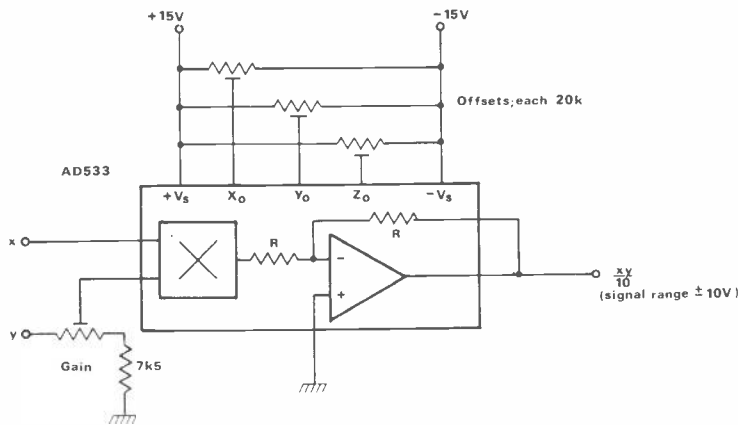 +15V
-15V
Offsets; each 20k
AD533
+Vs
Xo
Yo
Zo
-Vs
x
R
R
-
+
xy/10
(signal range ±10V)
y
Gain
7k5